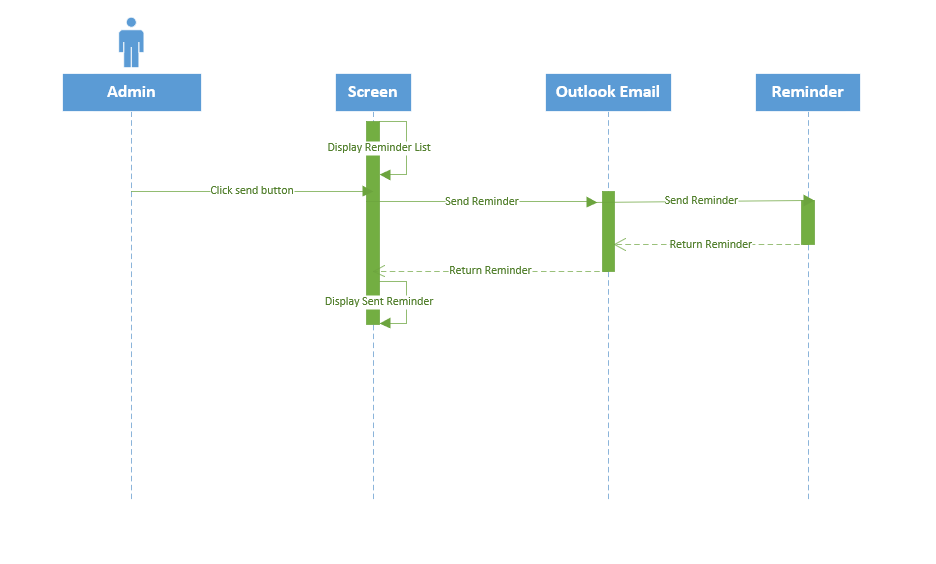 Admin
Screen
Outlook Email
Reminder
Display Reminder List
Click send button
Send Reminder
Send Reminder
Return Reminder
Return Reminder
Display Sent Reminder